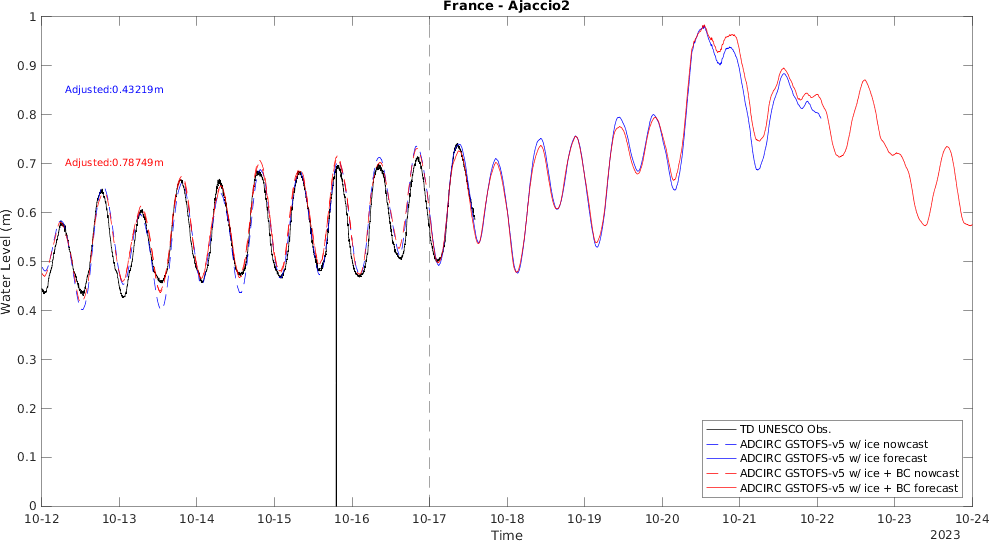 France - Ajaccio2
Water Level (m)
1
0.9
0.8
0.7
0.6
0.5
0.4
0.3
0.2
0.1
0
Adjusted:0.43219m
Adjusted:0.78749m
TD UNESCO Obs.
ADCIRC GSTOFS-v5 w/ ice nowcast
ADCIRC GSTOFS-v5 w/ ice forecast
ADCIRC GSTOFS-v5 w/ ice + BC nowcast
ADCIRC GSTOFS-v5 w/ ice + BC forecast
10-12 10-13 10-14 10-15 10-16 10-17 10-18 10-19 10-20 10-21 10-22 10-23 10-24
Time
2023